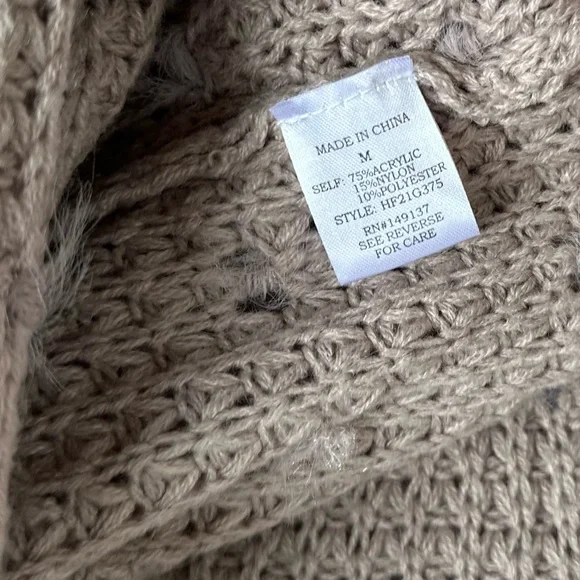 MADE IN CHINA
M
SELF: 75%ACRYLIC
15%NYLON
10%POLYESTER
STYLE: HF21G375
RN#149137
SEE REVERSE
FOR CARE